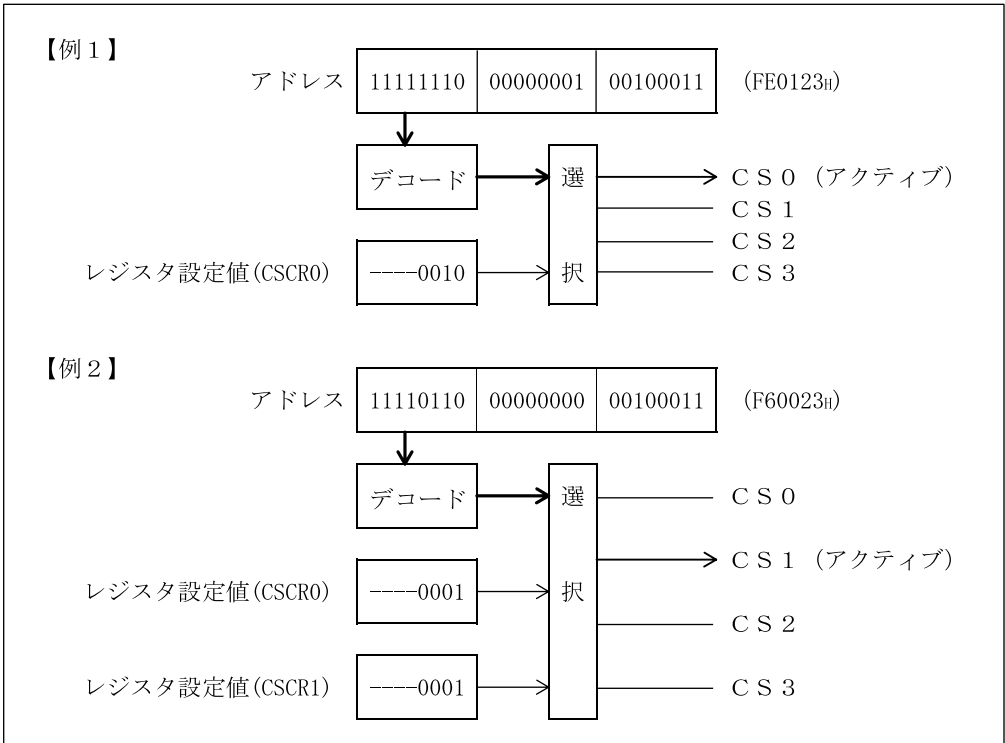 【例１】
アドレス 11111110 00000001 00100011 (FE0123H)
デコード 選 ＣＳ０ (アクティブ)
ＣＳ１
ＣＳ２
レジスタ設定値(CSCR0) ----0010 択 ＣＳ３
【例２】
アドレス 11110110 00000000 00100011 (F60023H)
デコード 選 ＣＳ０
ＣＳ１ (アクティブ)
レジスタ設定値(CSCR0) ----0001 択
ＣＳ２
レジスタ設定値(CSCR1) ----0001 ＣＳ３